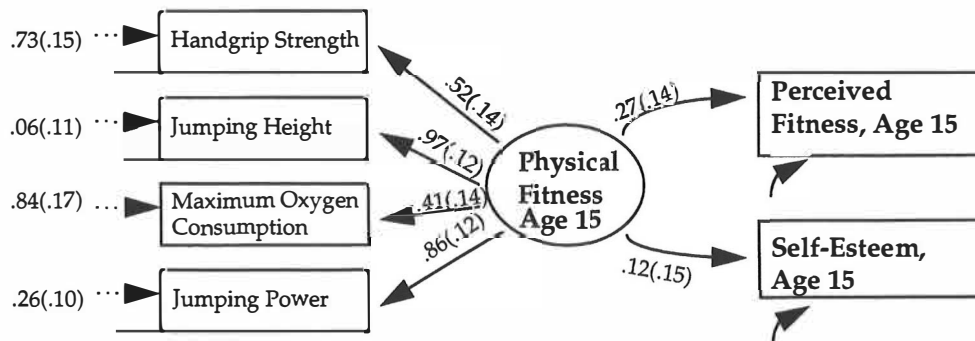 .73(.15)
Handgrip Strength
.52(.14)
.06(.11)
Jumping Height
.97(.12)
.84(.17)
Maximum Oxygen
Consumption
.41(.14)
.26(.10)
Jumping Power
.86(.12)
Physical
Fitness
Age 15
.27(.14)
Perceived
Fitness, Age 15
.12(.15)
Self-Esteem,
Age 15